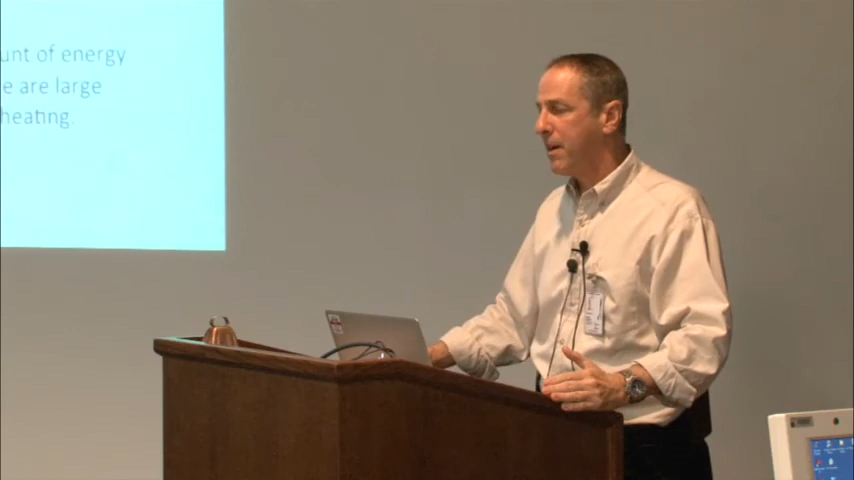 unt of energy
e are large
heating.